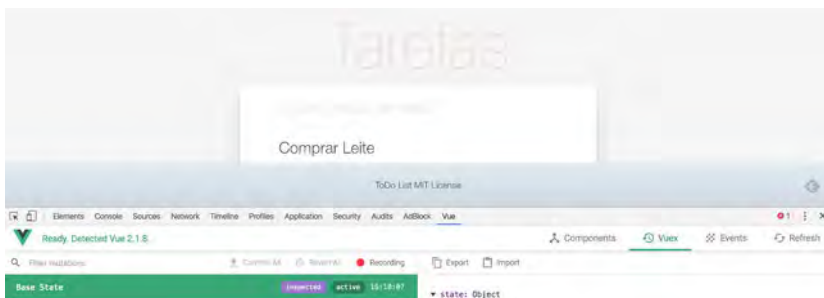 Tarefas
Comprar Leite
ToDo List MIT License
Elements Console Sources Network Timeline Profiles Application Security Audits AdBlock Vue 1
Ready. Detected Vue 2.1.8. Components Vuex Events Refresh
Filter mutations Commit All Revert All Recording Export Import
Base State inspected active 15:10:07 state: Object